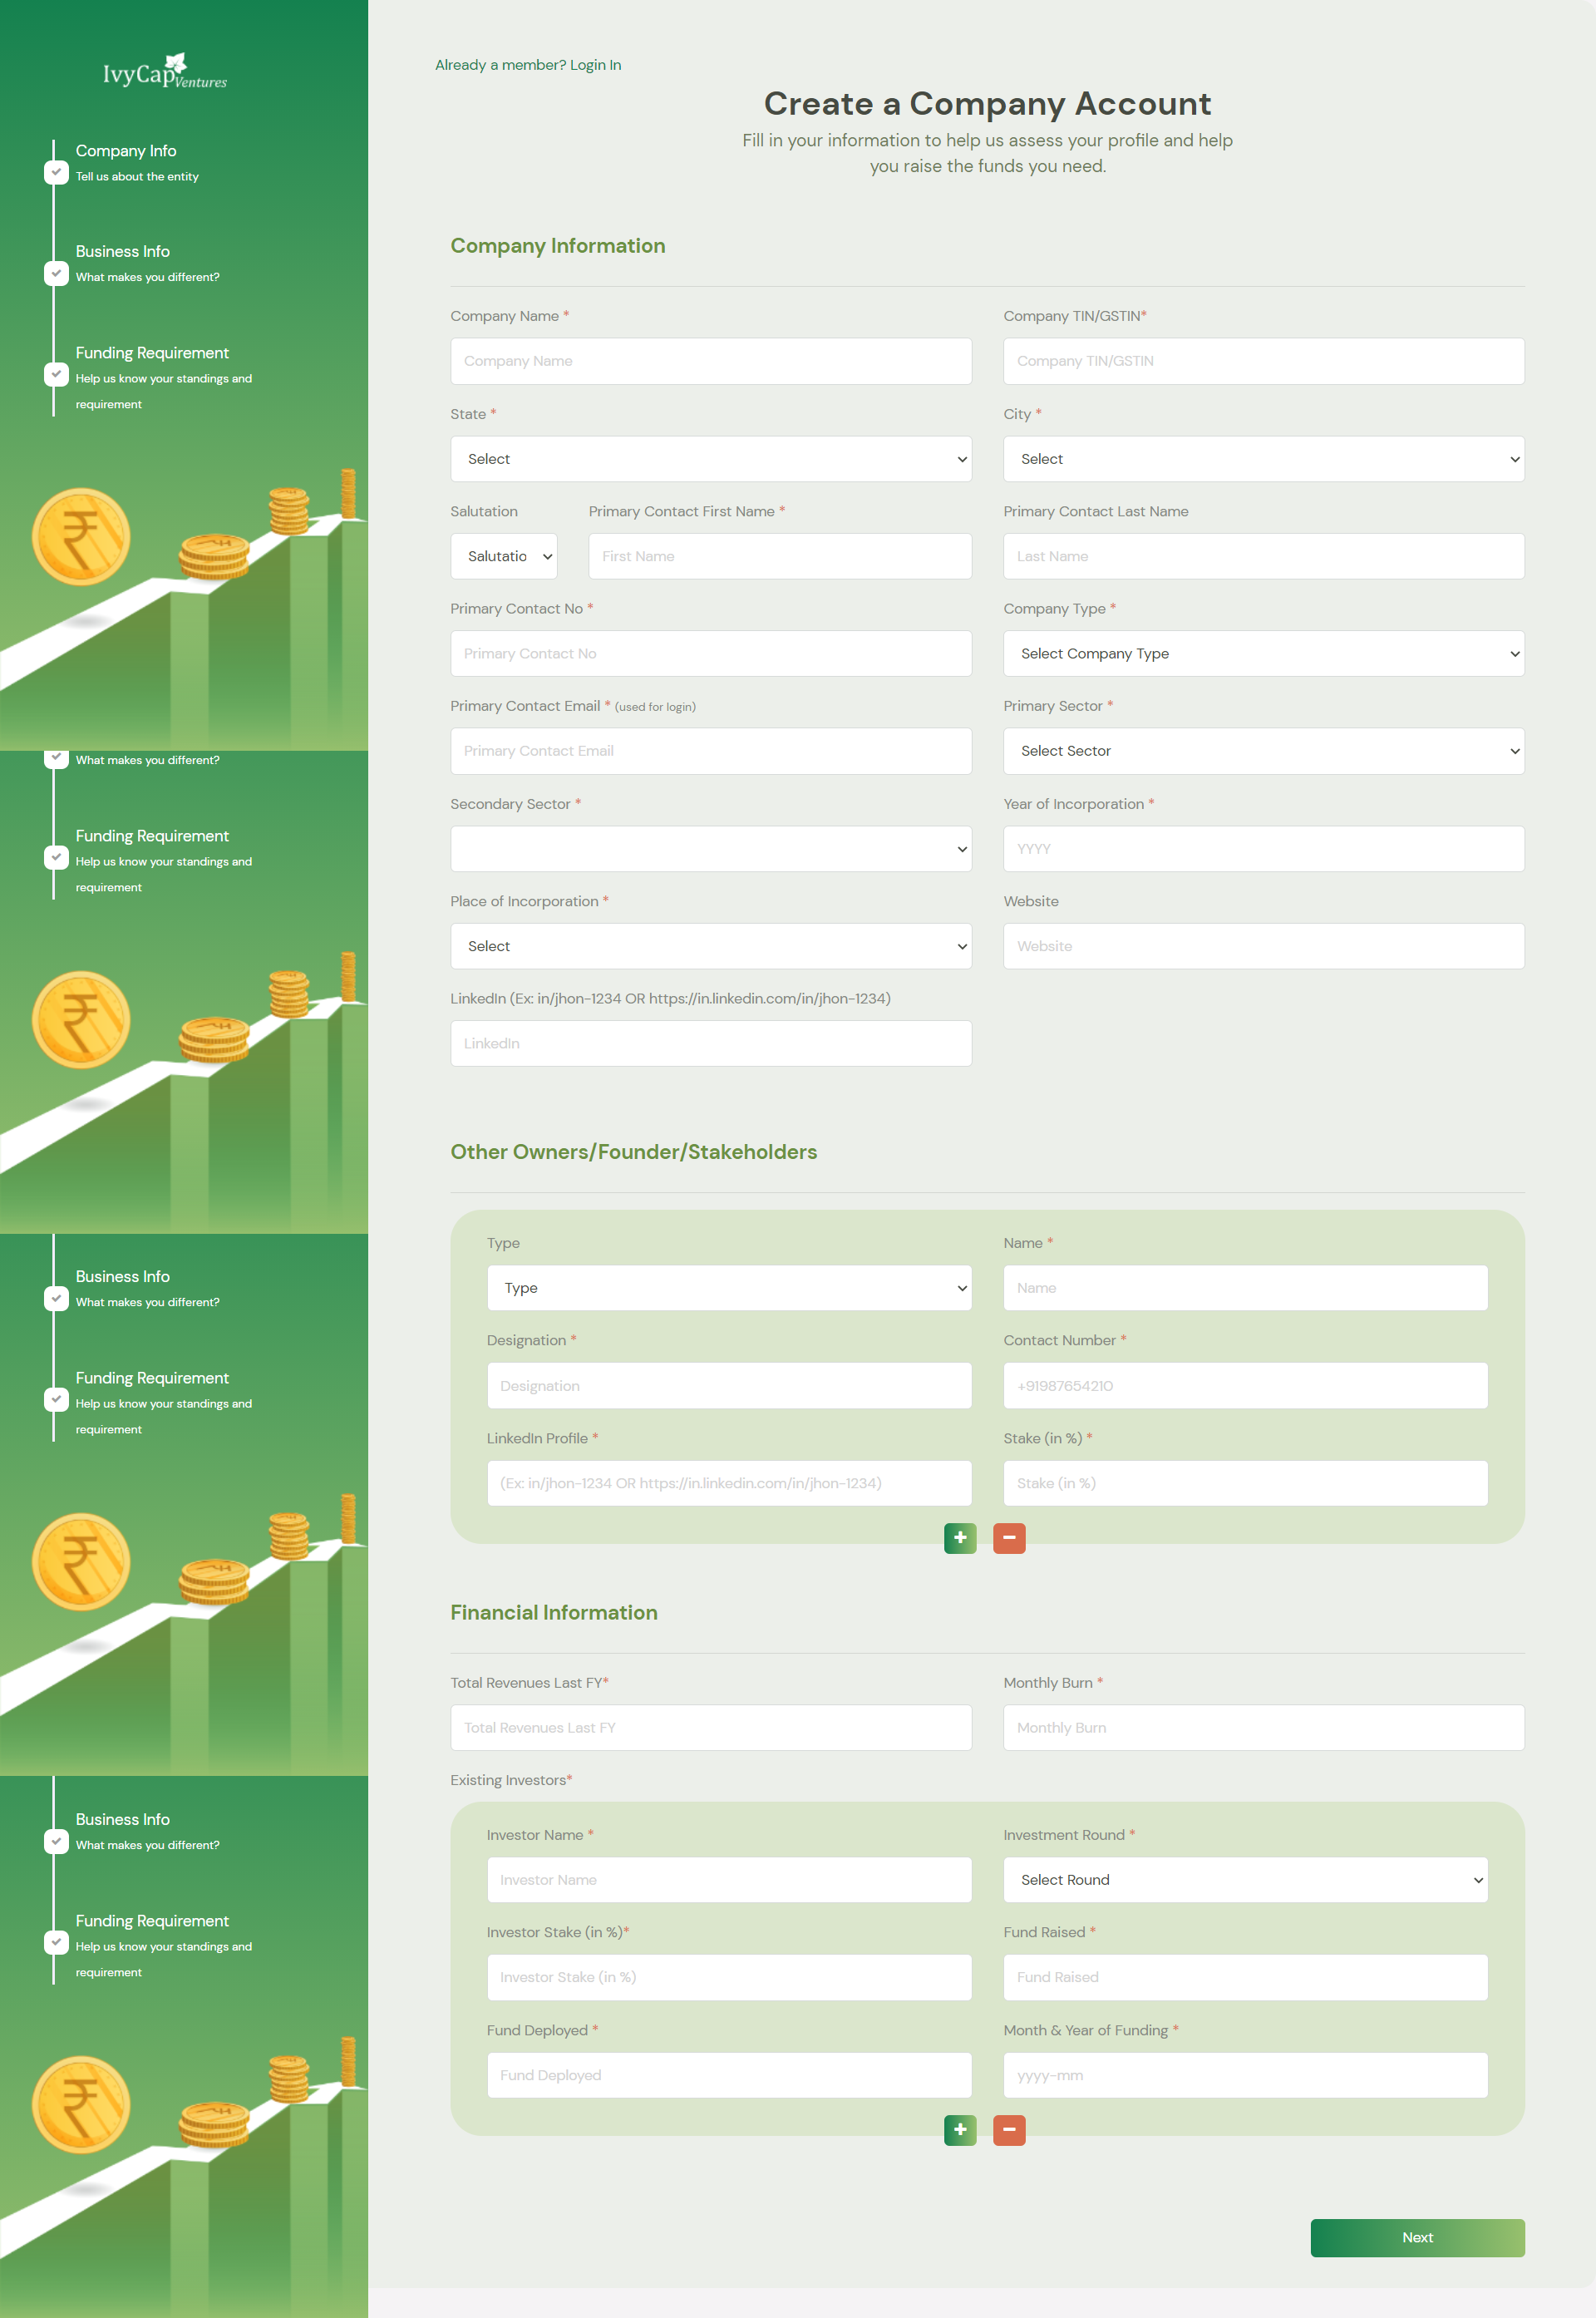 IvyCap Ventures
Company Info
Tell us about the entity
Business Info
What makes you different?
Funding Requirement
Help us know your standings and
requirement
₹
What makes you different?
Funding Requirement
Help us know your standings and
requirement
₹
Business Info
What makes you different?
Funding Requirement
Help us know your standings and
requirement
₹
Business Info
What makes you different?
Funding Requirement
Help us know your standings and
requirement
₹
Already a member? Login In
Create a Company Account
Fill in your information to help us assess your profile and help
you raise the funds you need.
Company Information
Company Name * Company TIN/GSTIN*
Company Name Company TIN/GSTIN
State * City *
Select Select
Salutation Primary Contact First Name * Primary Contact Last Name
Salutatio First Name Last Name
Primary Contact No * Company Type *
Primary Contact No Select Company Type
Primary Contact Email * (used for login) Primary Sector *
Primary Contact Email Select Sector
Secondary Sector * Year of Incorporation *
YYYY
Place of Incorporation * Website
Select Website
LinkedIn (Ex: in/jhon-1234 OR https://in.linkedin.com/in/jhon-1234)
LinkedIn
Other Owners/Founder/Stakeholders
Type Name *
Type Name
Designation * Contact Number *
Designation +91987654210
LinkedIn Profile * Stake (in %) *
(Ex: in/jhon-1234 OR https://in.linkedin.com/in/jhon-1234) Stake (in %)
+ −
Financial Information
Total Revenues Last FY* Monthly Burn *
Total Revenues Last FY Monthly Burn
Existing Investors*
Investor Name * Investment Round *
Investor Name Select Round
Investor Stake (in %)* Fund Raised *
Investor Stake (in %) Fund Raised
Fund Deployed * Month & Year of Funding *
Fund Deployed yyyy-mm
+ −
Next